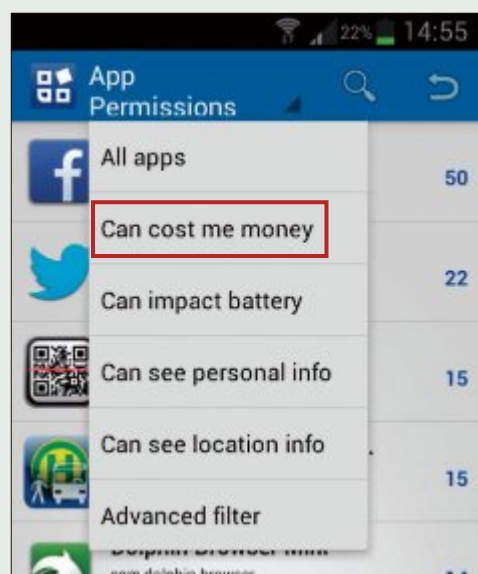 22% 14:55
App
Permissions
All apps
50
Can cost me money
22
Can impact battery
Can see personal info
15
Can see location info
15
Advanced filter
Dolphin Browser Mini
com.dolphin.browser
14